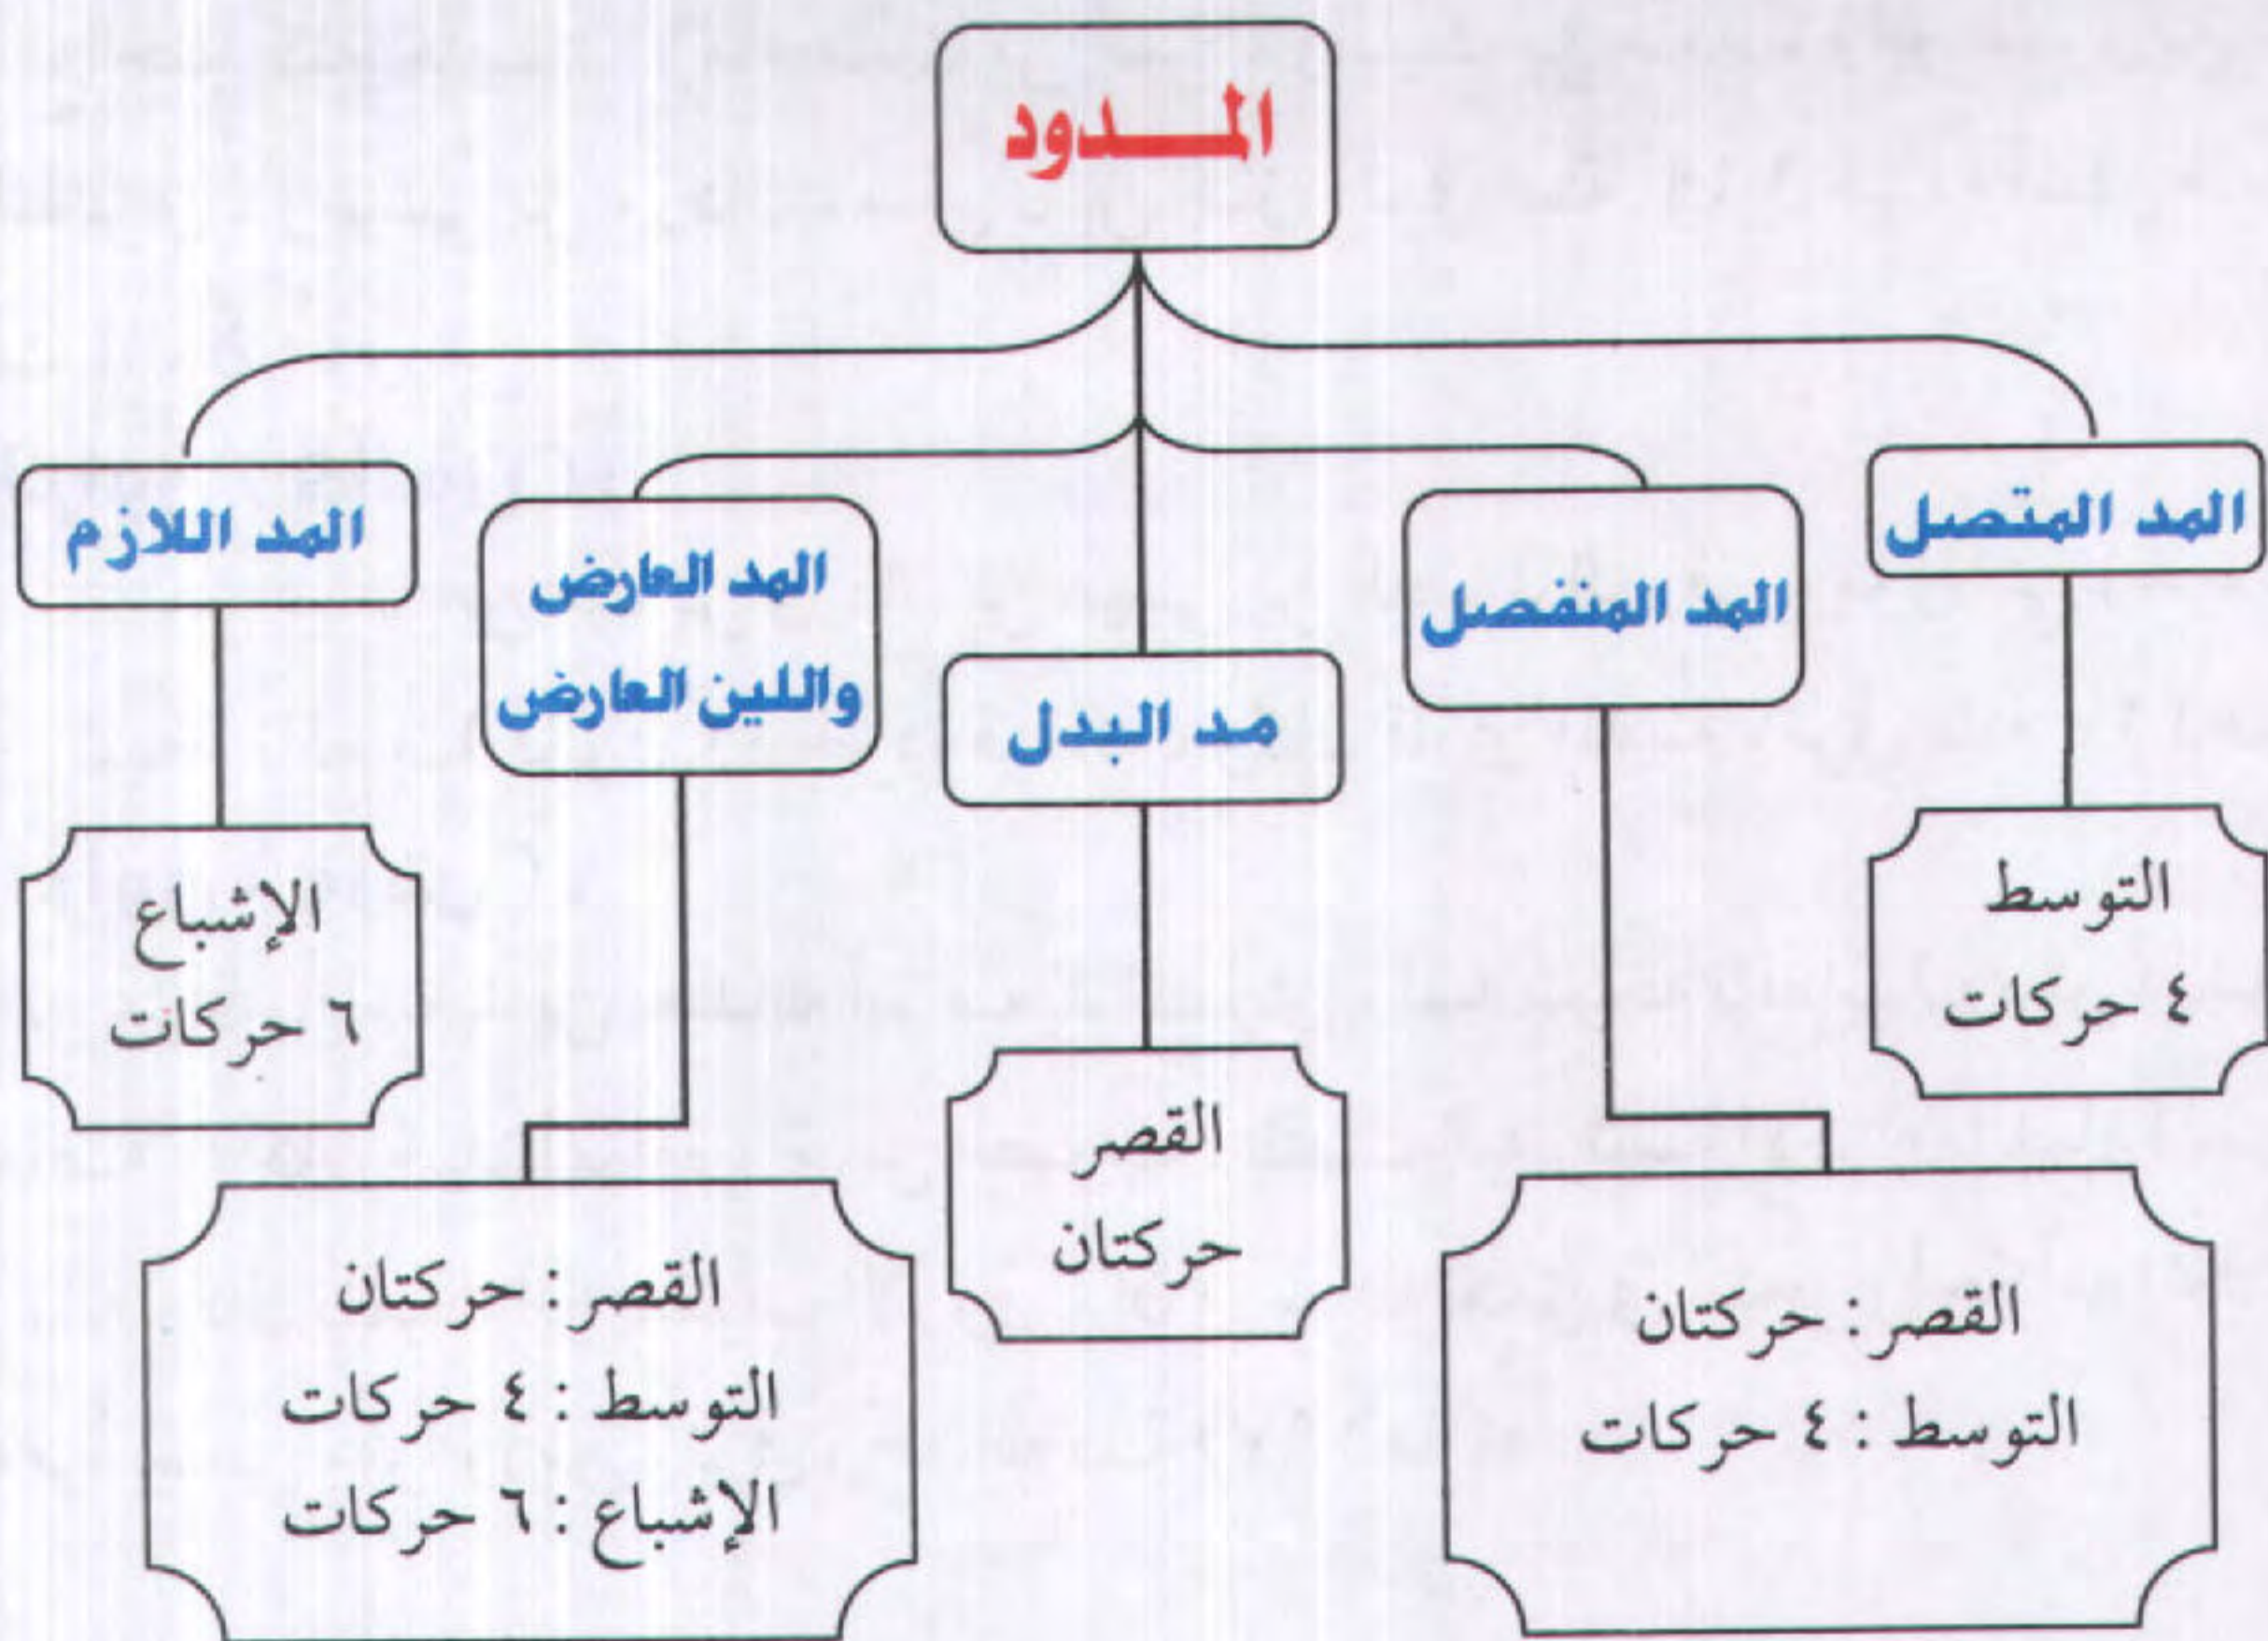 المـــدود
المد المتصل
المد المنفصل
مد البدل
المد العارض
واللين العارض
المد اللازم
التوسط
٤ حركات
القصر : حركتان
التوسط : ٤ حركات
القصر
حركتان
القصر : حركتان
التوسط : ٤ حركات
الإشباع : ٦ حركات
الإشباع
٦ حركات